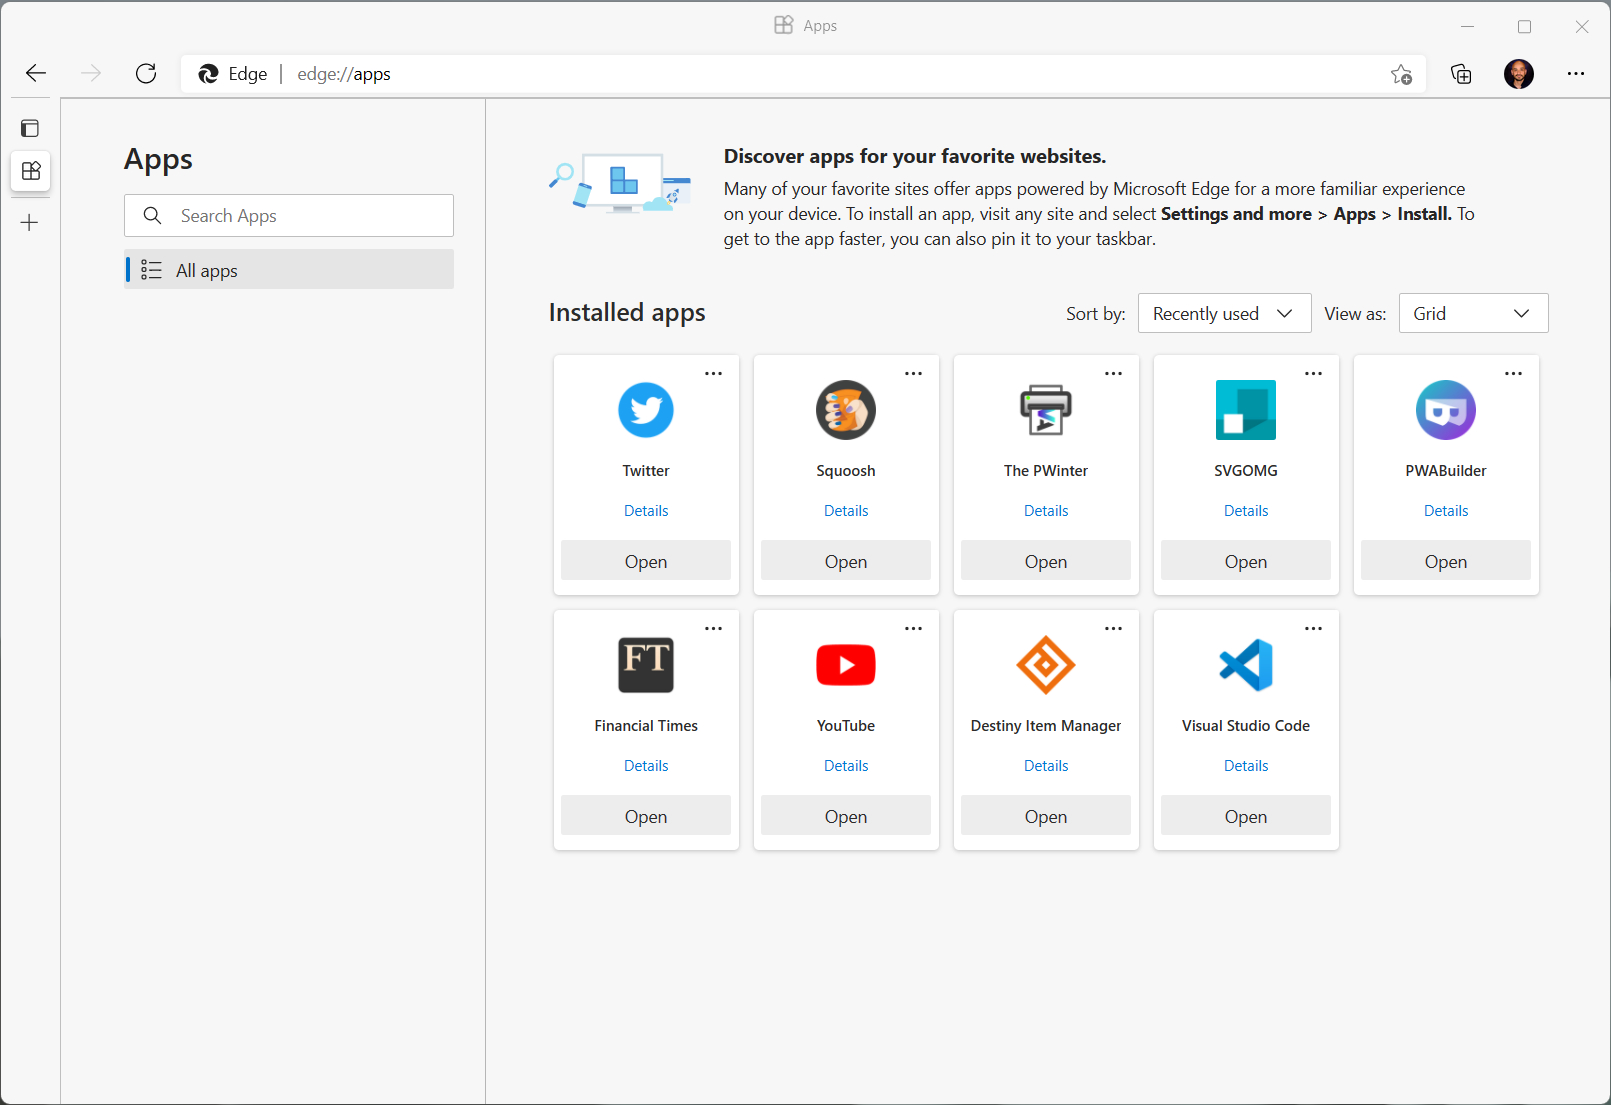 Apps
Edge | edge://apps
Apps
Search Apps
All apps
Discover apps for your favorite websites.
Many of your favorite sites offer apps powered by Microsoft Edge for a more familiar experience
on your device. To install an app, visit any site and select Settings and more > Apps > Install. To
get to the app faster, you can also pin it to your taskbar.
Installed apps
Sort by: Recently used View as: Grid
Twitter
Details
Open
Squoosh
Details
Open
The PWinter
Details
Open
SVGOMG
Details
Open
PWABuilder
Details
Open
FT
Financial Times
Details
Open
YouTube
Details
Open
Destiny Item Manager
Details
Open
Visual Studio Code
Details
Open